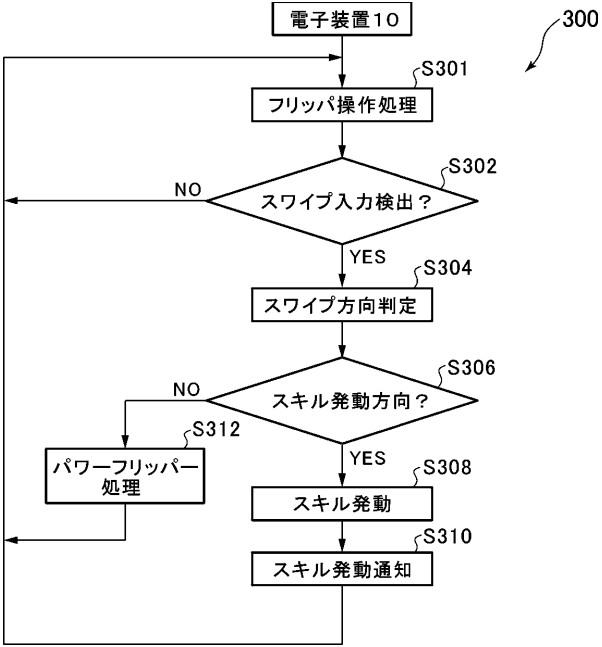 電子装置10
300
S301
フリッパ操作処理
S302
スワイプ入力検出?
NO
YES
S304
スワイプ方向判定
S306
スキル発動方向?
NO
YES
S312
パワーフリッパー
処理
S308
スキル発動
S310
スキル発動通知